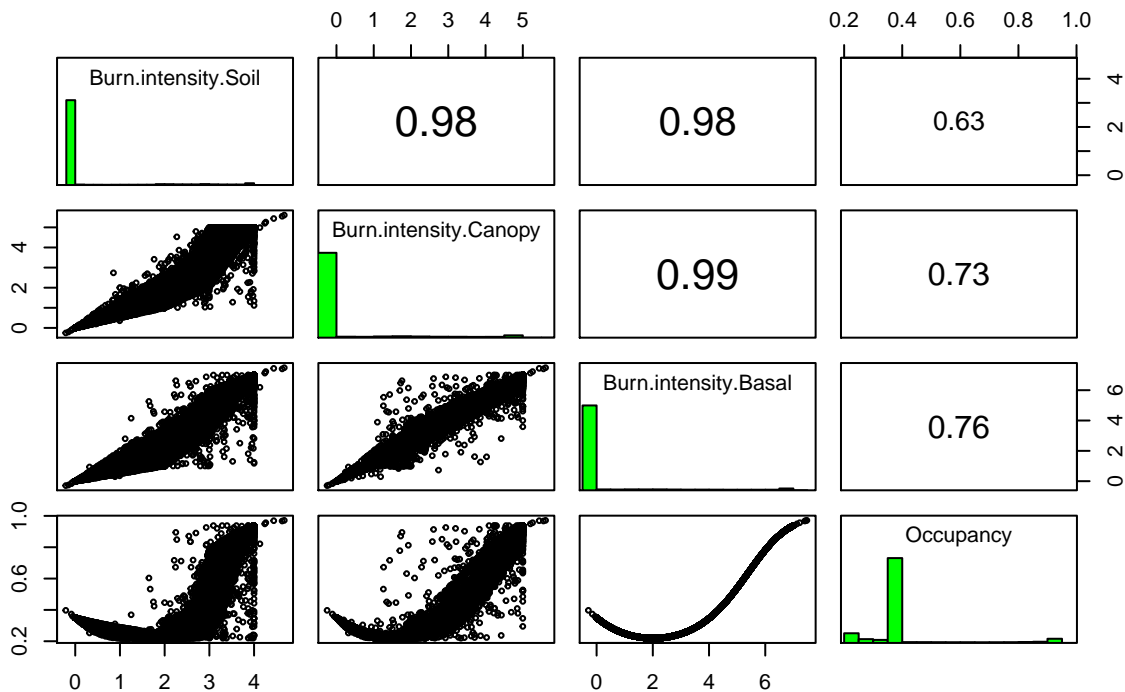 0 1 2 3 4 5
0.2 0.4 0.6 0.8 1.0
Burn.intensity.Soil
0.98
0.98
0.63
0 2 4
Burn.intensity.Canopy
0.99
0.73
0 2 4
Burn.intensity.Basal
0.76
0 2 4 6
Occupancy
0.2 0.6 1.0
0 1 2 3 4
0 2 4 6